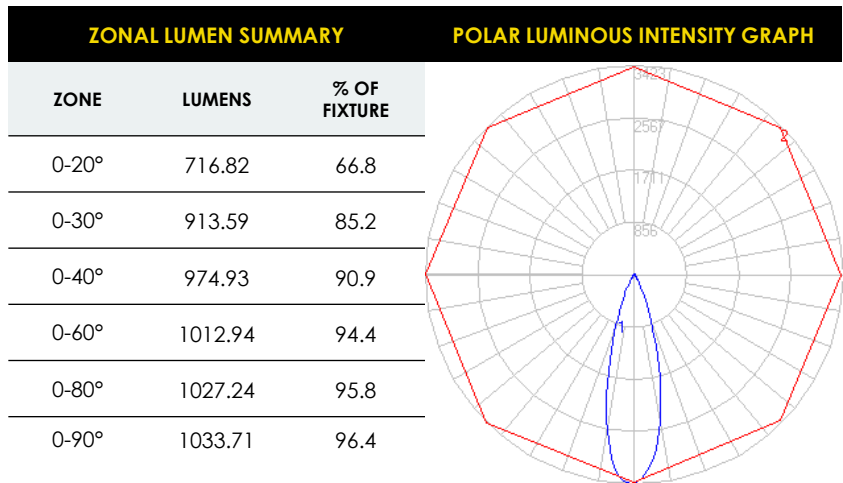 ZONAL LUMEN SUMMARY
ZONE LUMENS % OF FIXTURE
0-20° 716.82 66.8
0-30° 913.59 85.2
0-40° 974.93 90.9
0-60° 1012.94 94.4
0-80° 1027.24 95.8
0-90° 1033.71 96.4
POLAR LUMINOUS INTENSITY GRAPH
3423
2567
1711
856
2
1